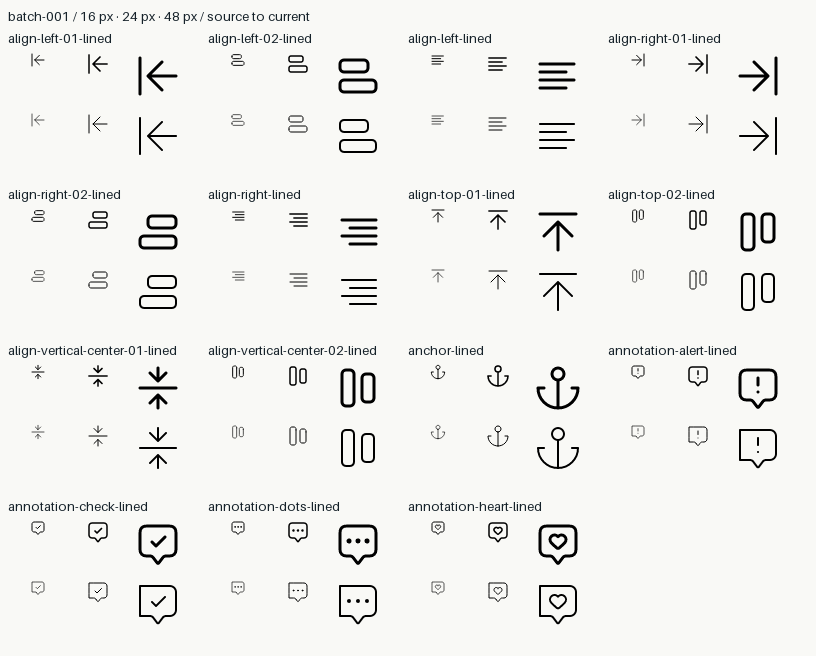 batch-001 / 16 px · 24 px · 48 px / source to current
align-left-01-lined
align-left-02-lined
align-left-lined
align-right-01-lined
align-right-02-lined
align-right-lined
align-top-01-lined
align-top-02-lined
align-vertical-center-01-lined
align-vertical-center-02-lined
anchor-lined
annotation-alert-lined
annotation-check-lined
annotation-dots-lined
annotation-heart-lined